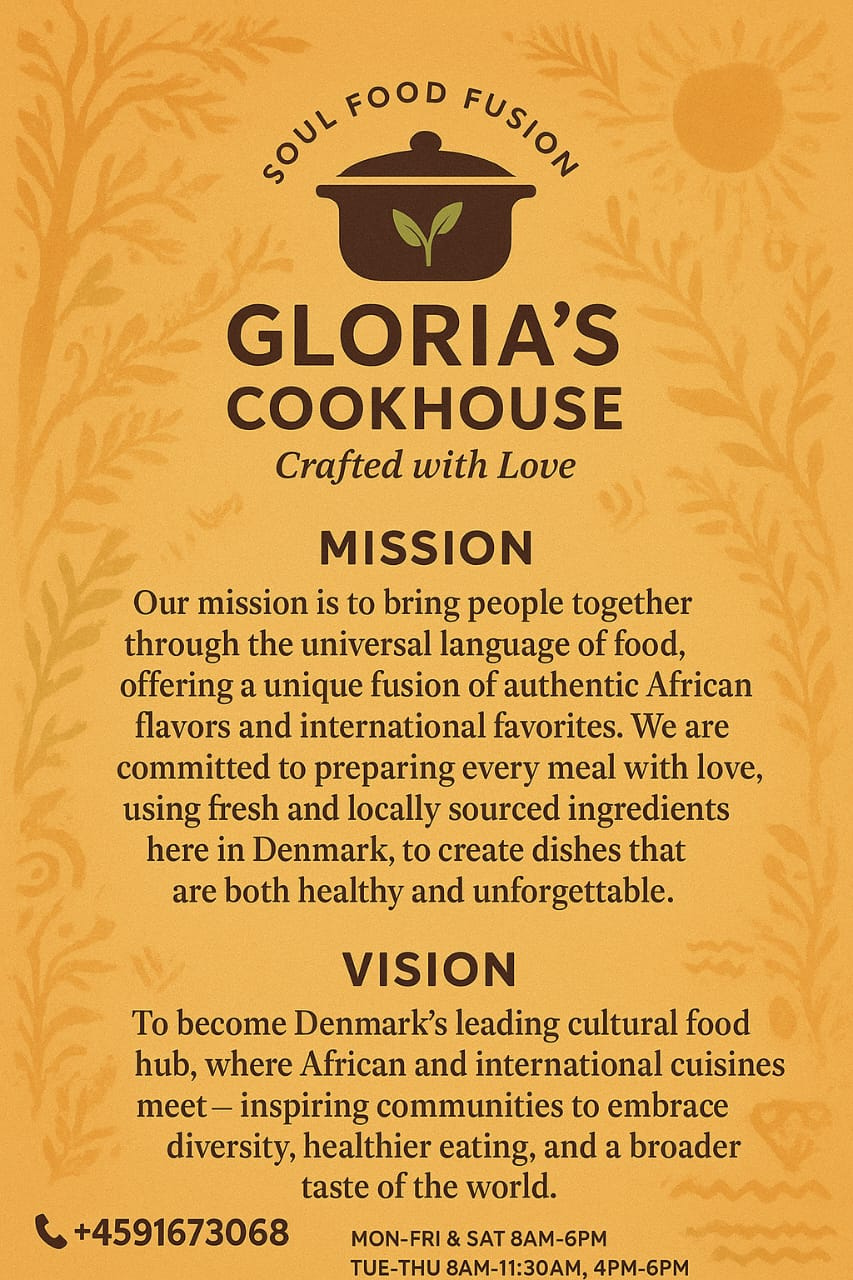 SOUL FOOD FUSION
GLORIA'S
COOKHOUSE
Crafted with Love
MISSION
Our mission is to bring people together
through the universal language of food,
offering a unique fusion of authentic African
flavors and international favorites. We are
committed to preparing every meal with love,
using fresh and locally sourced ingredients
here in Denmark, to create dishes that
are both healthy and unforgettable.
VISION
To become Denmark's leading cultural food
hub, where African and international cuisines
meet – inspiring communities to embrace
diversity, healthier eating, and a broader
taste of the world.
+4591673068
MON-FRI & SAT 8AM-6PM
TUE-THU 8AM-11:30AM, 4PM-6PM